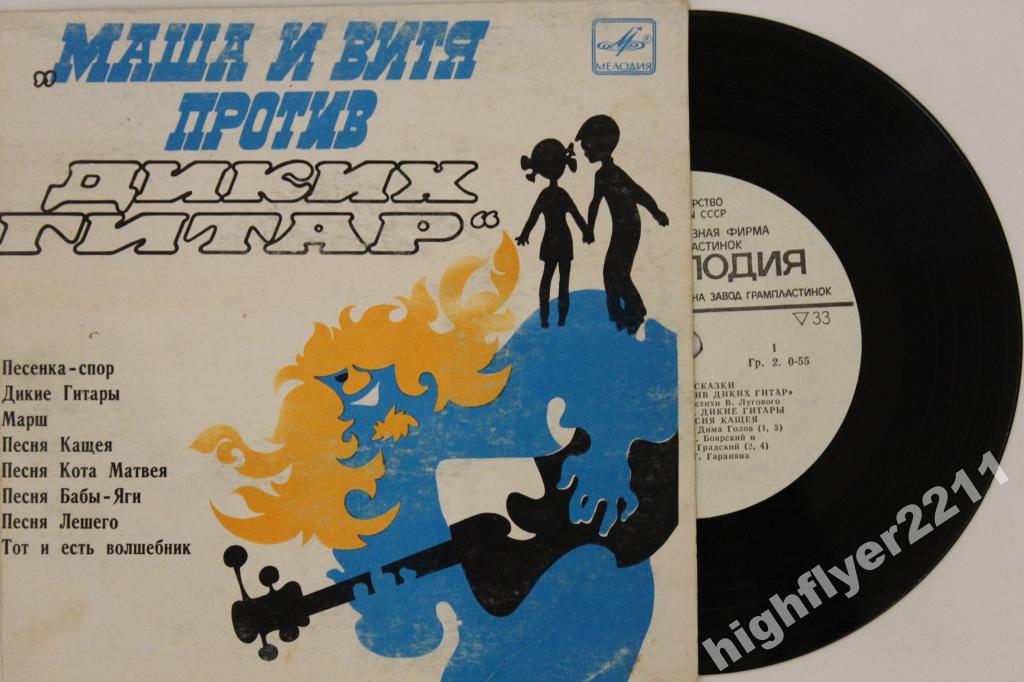 „МАША И ВИТЯ
ПРОТИВ
ДИКИХ
ГИТАР“
МЕЛОДИЯ
Песенка-спор
Дикие Гитары
Марш
Песня Кащея
Песня Кота Матвея
Песня Бабы-Яги
Песня Лешего
Тот и есть волшебник
РСТВО
Ы СССР
ЗНАЯ ФИРМА
АСТИНОК
ЛОДИЯ
НА ЗАВОД ГРАМПЛАСТИНОК
▽33
1
Гр. 2. 0-55
СКАЗКИ
ИВ ДИКИХ ГИТАР»
стихи В. Лугового
ДИКИЕ ГИТАРЫ
СНЯ КАЩЕЯ
Дима Голов (1, 3)
. Боярский и
Градский (2, 4)
Г. Гараняна
highflyer2211